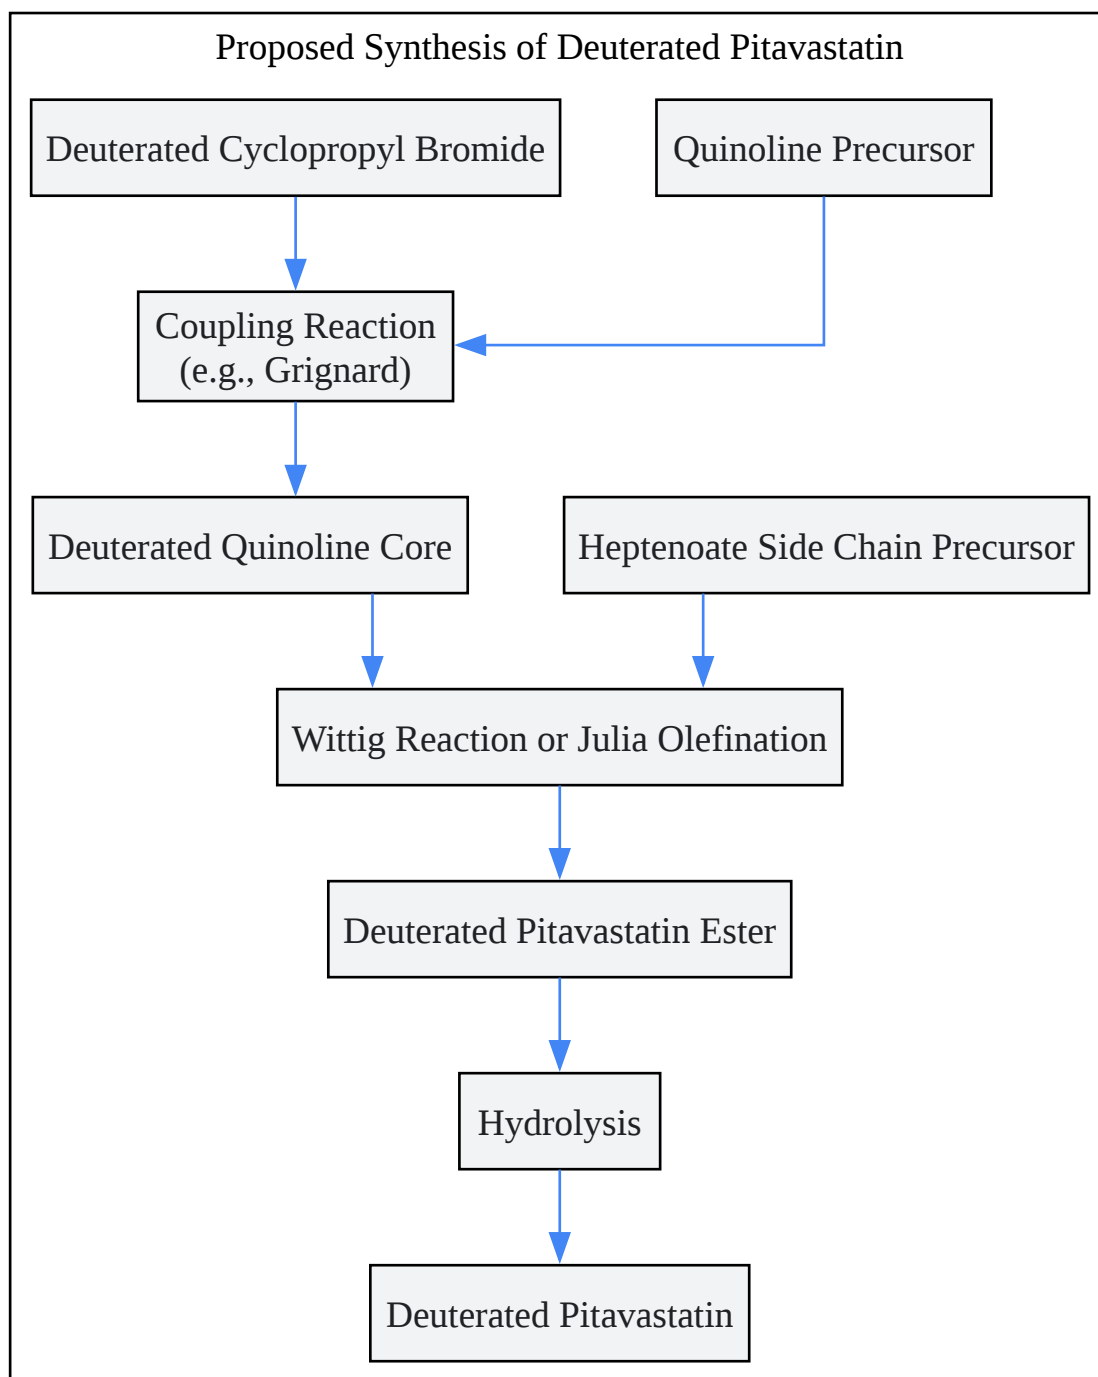 Proposed Synthesis of Deuterated Pitavastatin
Deuterated Cyclopropyl Bromide
Quinoline Precursor
Coupling Reaction
(e.g., Grignard)
Deuterated Quinoline Core
Heptenoate Side Chain Precursor
Wittig Reaction or Julia Olefination
Deuterated Pitavastatin Ester
Hydrolysis
Deuterated Pitavastatin